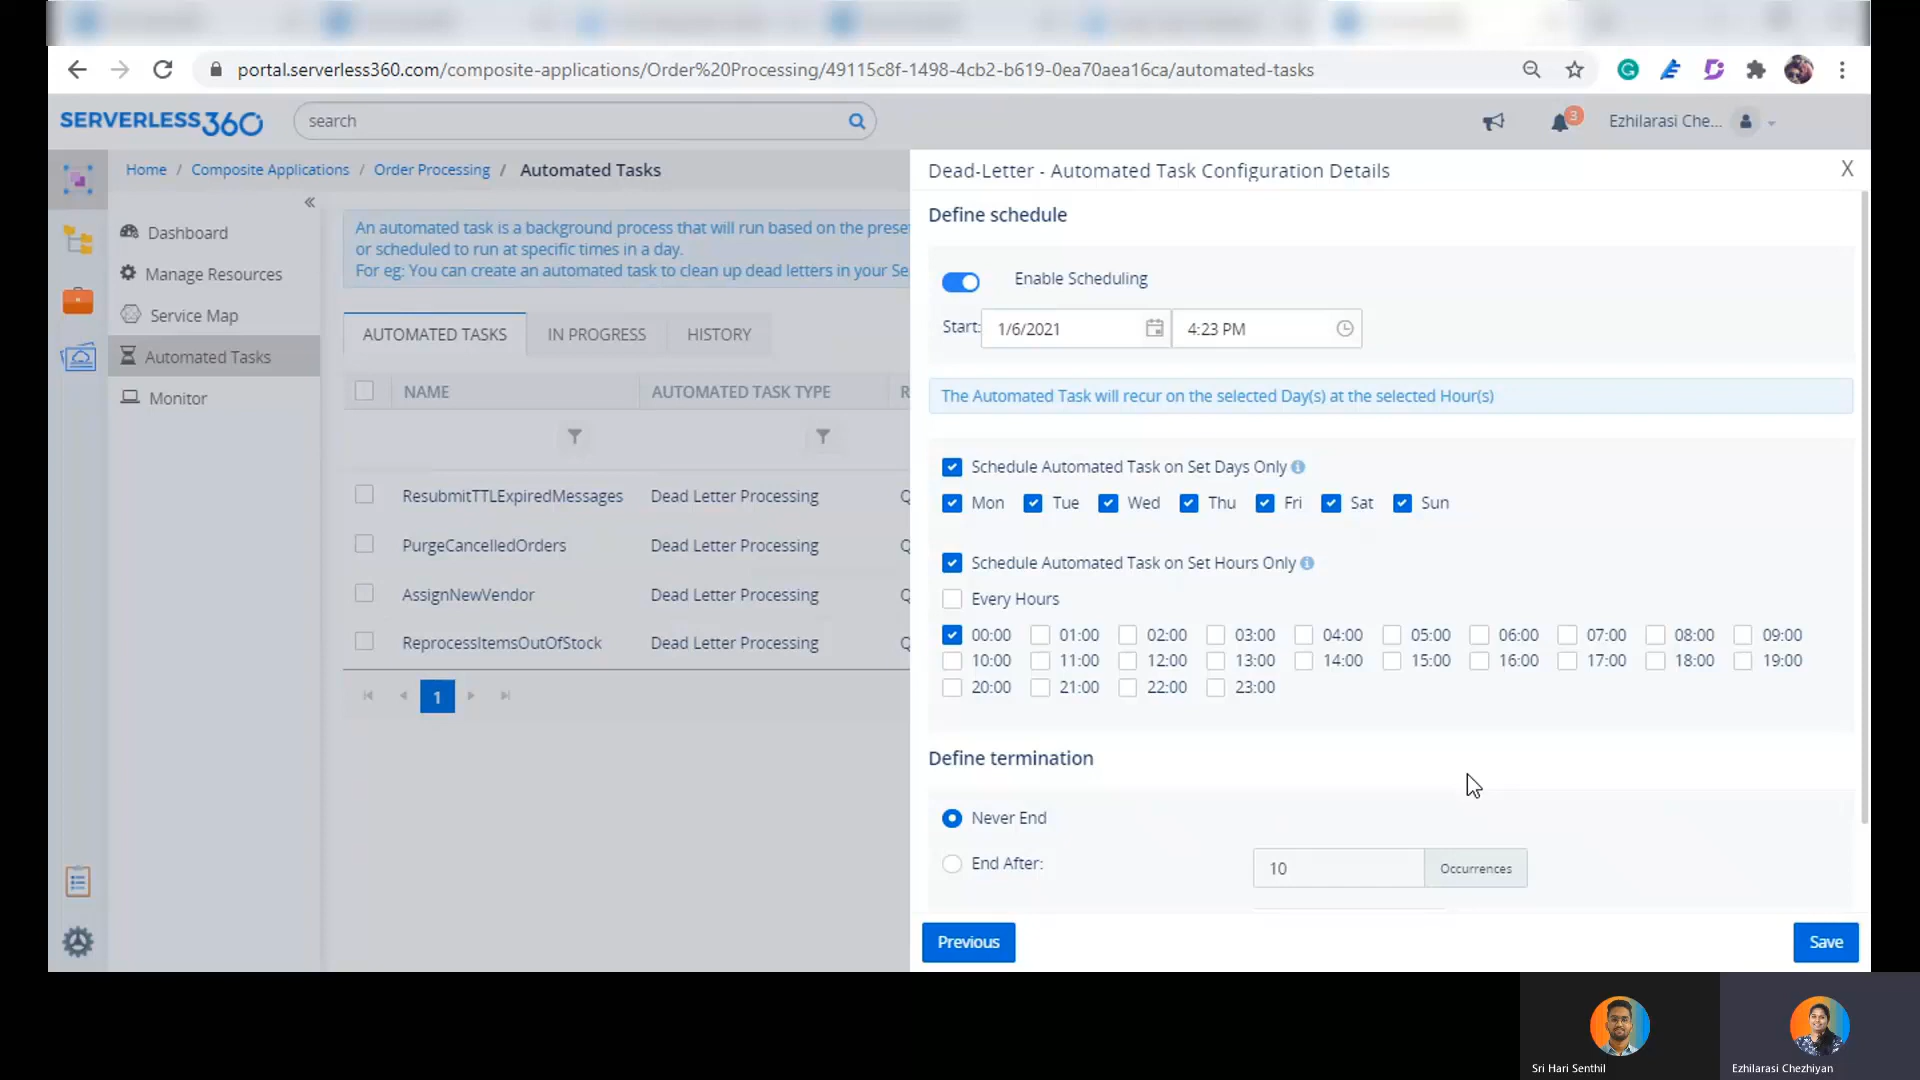 portal.serverless360.com/composite-applications/Order%20Processing/49115c8f-1498-4cb2-b619-0ea70aea16ca/automated-tasks
SERVERLESS360
search
3
Ezhilarasi Che...
Home / Composite Applications / Order Processing / Automated Tasks
Dashboard
Manage Resources
Service Map
Automated Tasks
Monitor
An automated task is a background process that will run based on the prese
or scheduled to run at specific times in a day.
For eg: You can create an automated task to clean up dead letters in your Se
AUTOMATED TASKS IN PROGRESS HISTORY
NAME AUTOMATED TASK TYPE R
ResubmitTTLExpiredMessages Dead Letter Processing Q
PurgeCancelledOrders Dead Letter Processing Q
AssignNewVendor Dead Letter Processing Q
ReprocessItemsOutOfStock Dead Letter Processing Q
1
Dead-Letter - Automated Task Configuration Details X
Define schedule
Enable Scheduling
Start: 1/6/2021 4:23 PM
The Automated Task will recur on the selected Day(s) at the selected Hour(s)
Schedule Automated Task on Set Days Only
Mon Tue Wed Thu Fri Sat Sun
Schedule Automated Task on Set Hours Only
Every Hours
00:00 01:00 02:00 03:00 04:00 05:00 06:00 07:00 08:00 09:00
10:00 11:00 12:00 13:00 14:00 15:00 16:00 17:00 18:00 19:00
20:00 21:00 22:00 23:00
Define termination
Never End
End After: 10 Occurrences
Previous Save
Sri Hari Senthil Ezhilarasi Chezhiyan